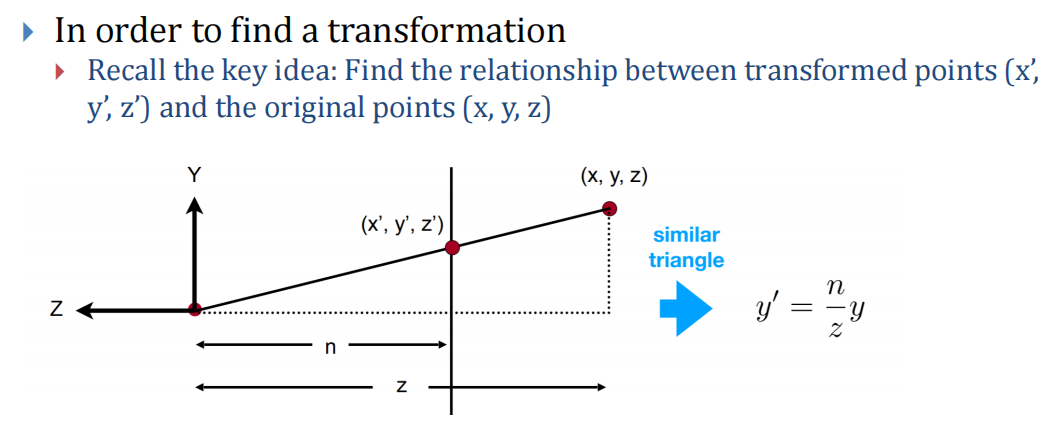 In order to find a transformation
Recall the key idea: Find the relationship between transformed points (x’,
y’, z’) and the original points (x, y, z)
Y
(x, y, z)
(x’, y’, z’)
similar
triangle
Z
y′ = n/z y
n
z